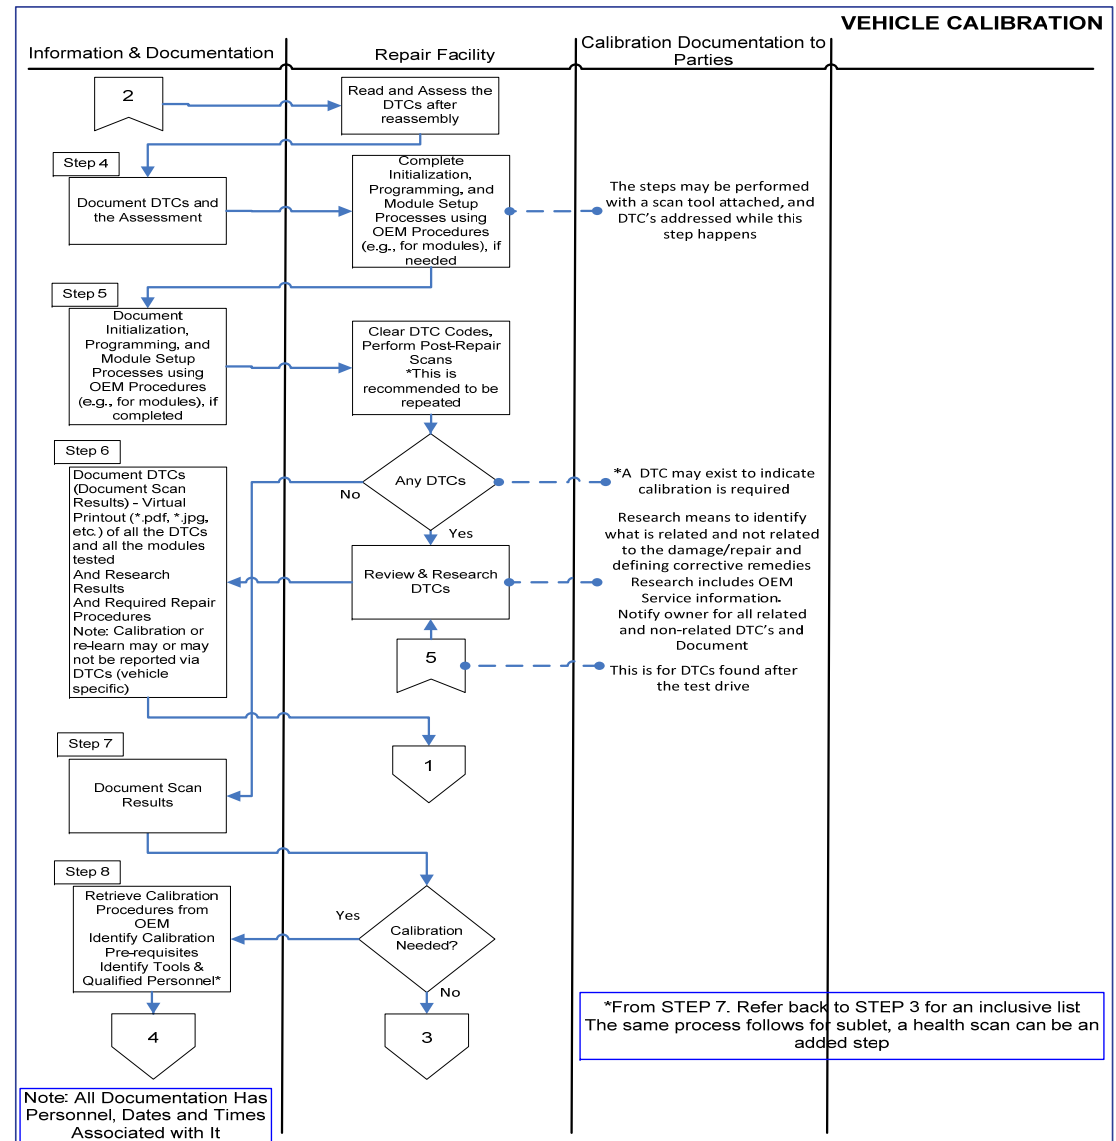 VEHICLE CALIBRATION
Information & Documentation
Repair Facility
Calibration Documentation to
Parties
2
Read and Assess the
DTCs after
reassembly
Step 4
Document DTCs and
the Assessment
Complete
Initialization,
Programming, and
Module Setup
Processes using
OEM Procedures
(e.g., for modules), if
needed
The steps may be performed
with a scan tool attached, and
DTC's addressed while this
step happens
Step 5
Document
Initialization,
Programming, and
Module Setup
Processes using
OEM Procedures
(e.g., for modules), if
completed
Clear DTC Codes,
Perform Post-Repair
Scans
*This is
recommended to be
repeated
Step 6
Document DTCs
(Document Scan
Results) - Virtual
Printout (*.pdf, *.jpg,
etc.) of all the DTCs
and all the modules
tested
And Research
Results
And Required Repair
Procedures
Note: Calibration or
re-learn may or may
not be reported via
DTCs (vehicle
specific)
Any DTCs
No
Yes
*A DTC may exist to indicate
calibration is required
Review & Research
DTCs
Research means to identify
what is related and not related
to the damage/repair and
defining corrective remedies
Research includes OEM
Service information.
Notify owner for all related
and non-related DTC's and
Document
5
This is for DTCs found after
the test drive
1
Step 7
Document Scan
Results
Step 8
Retrieve Calibration
Procedures from
OEM
Identify Calibration
Pre-requisites
Identify Tools &
Qualified Personnel*
Yes
Calibration
Needed?
No
4
3
*From STEP 7. Refer back to STEP 3 for an inclusive list
The same process follows for sublet, a health scan can be an
added step
Note: All Documentation Has
Personnel, Dates and Times
Associated with It